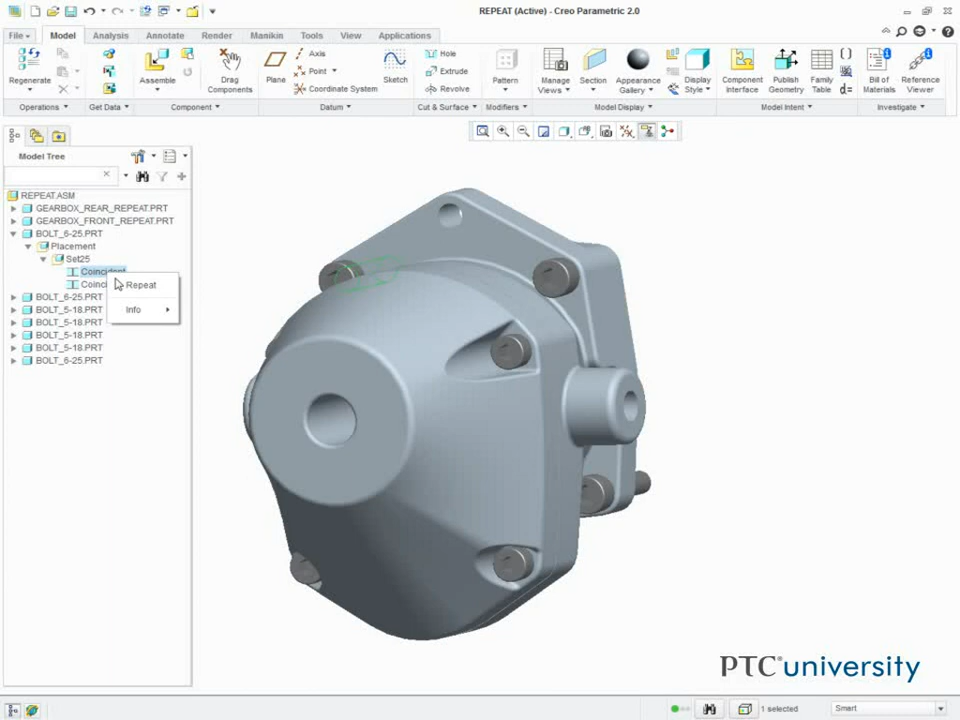 REPEAT (Active) - Creo Parametric 2.0
File
Model
Analysis
Annotate
Render
Manikin
Tools
View
Applications
Regenerate
Operations
Get Data
Assemble
Drag
Components
Component
Plane
Axis
Point
Coordinate System
Sketch
Datum
Hole
Extrude
Revolve
Cut & Surface
Pattern
Modifiers
Manage
Views
Section
Appearance
Gallery
Display
Style
Model Display
Component
Interface
Publish
Geometry
Family
Table
d=
Model Intent
Bill of
Materials
Reference
Viewer
Investigate
Model Tree
REPEAT.ASM
GEARBOX_REAR_REPEAT.PRT
GEARBOX_FRONT_REPEAT.PRT
BOLT_6-25.PRT
Placement
Set25
Coincident
Coinci
Repeat
Info
BOLT_6-25.PRT
BOLT_5-18.PRT
BOLT_5-18.PRT
BOLT_5-18.PRT
BOLT_5-18.PRT
BOLT_6-25.PRT
PTC university
1 selected
Smart